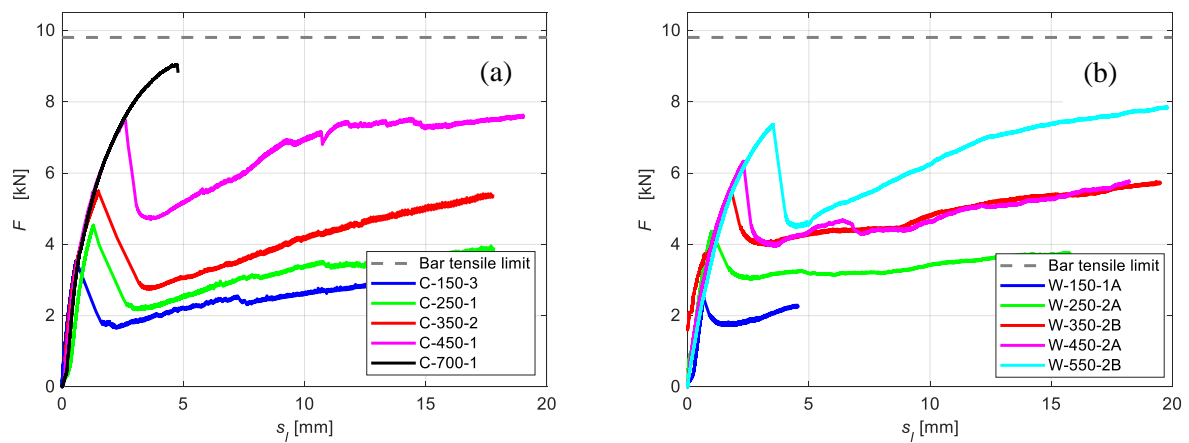 10
8
6
4
2
0
F [kN]
(a)
Bar tensile limit
C-150-3
C-250-1
C-350-2
C-450-1
C-700-1
0 5 10 15 20
s_l [mm]
10
8
6
4
2
0
F [kN]
(b)
Bar tensile limit
W-150-1A
W-250-2A
W-350-2B
W-450-2A
W-550-2B
0 5 10 15 20
s_l [mm]